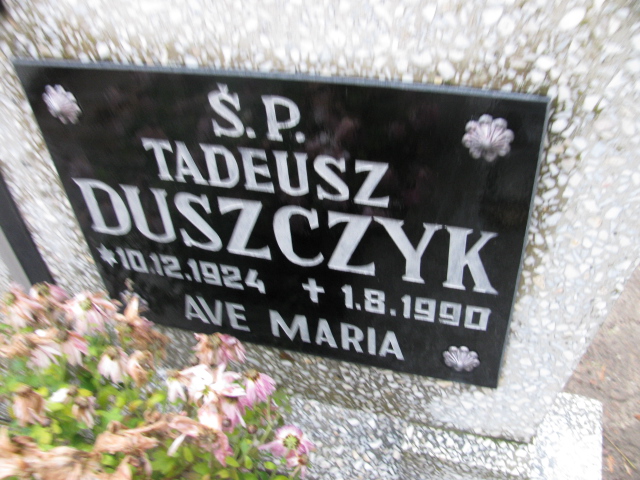 Ś.P.
TADEUSZ
DUSZCZYK
*10.12.1924 + 1.8.1990
AVE MARIA